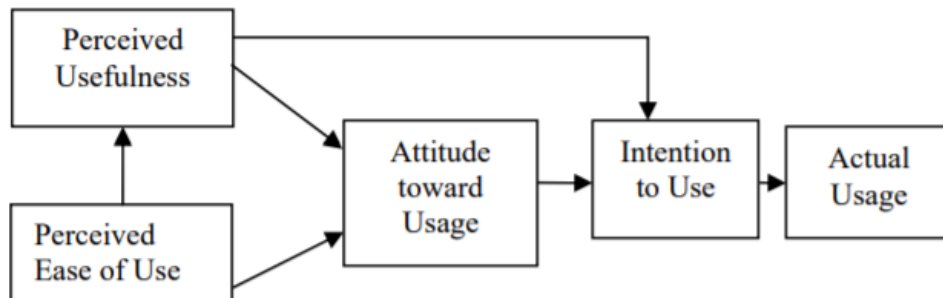 Perceived
Usefulness
Attitude
toward
Usage
Intention
to Use
Actual
Usage
Perceived
Ease of Use